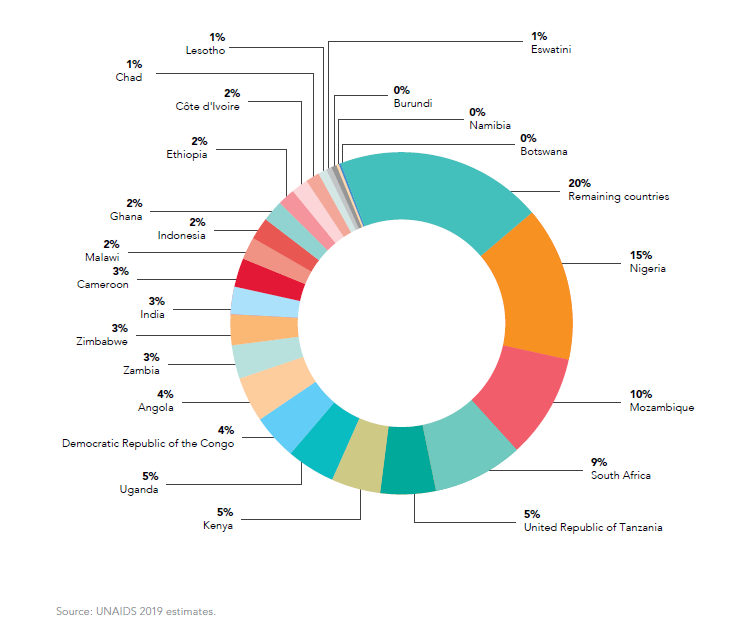 1%
Lesotho
1%
Eswatini
1%
Chad
2%
Côte d'Ivoire
0%
Burundi
0%
Namibia
2%
Ethiopia
0%
Botswana
20%
Remaining countries
2%
Ghana
2%
Indonesia
2%
Malawi
15%
Nigeria
3%
Cameroon
3%
India
3%
Zimbabwe
3%
Zambia
4%
Angola
10%
Mozambique
4%
Democratic Republic of the Congo
9%
South Africa
5%
Uganda
5%
Kenya
5%
United Republic of Tanzania
Source: UNAIDS 2019 estimates.